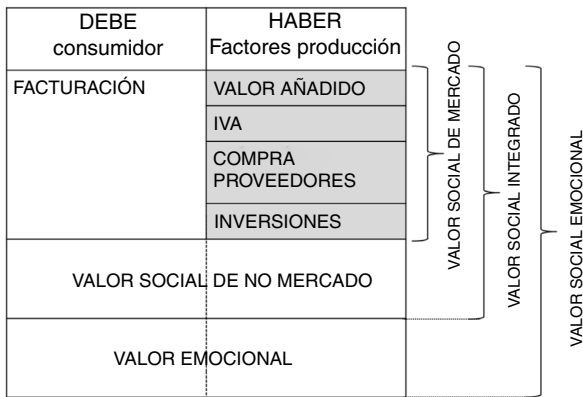 DEBE
consumidor
HABER
Factores producción
FACTURACIÓN
VALOR AÑADIDO
IVA
COMPRA
PROVEEDORES
INVERSIONES
VALOR SOCIAL DE NO MERCADO
VALOR EMOCIONAL
VALOR SOCIAL DE MERCADO
VALOR SOCIAL INTEGRADO
VALOR SOCIAL EMOCIONAL